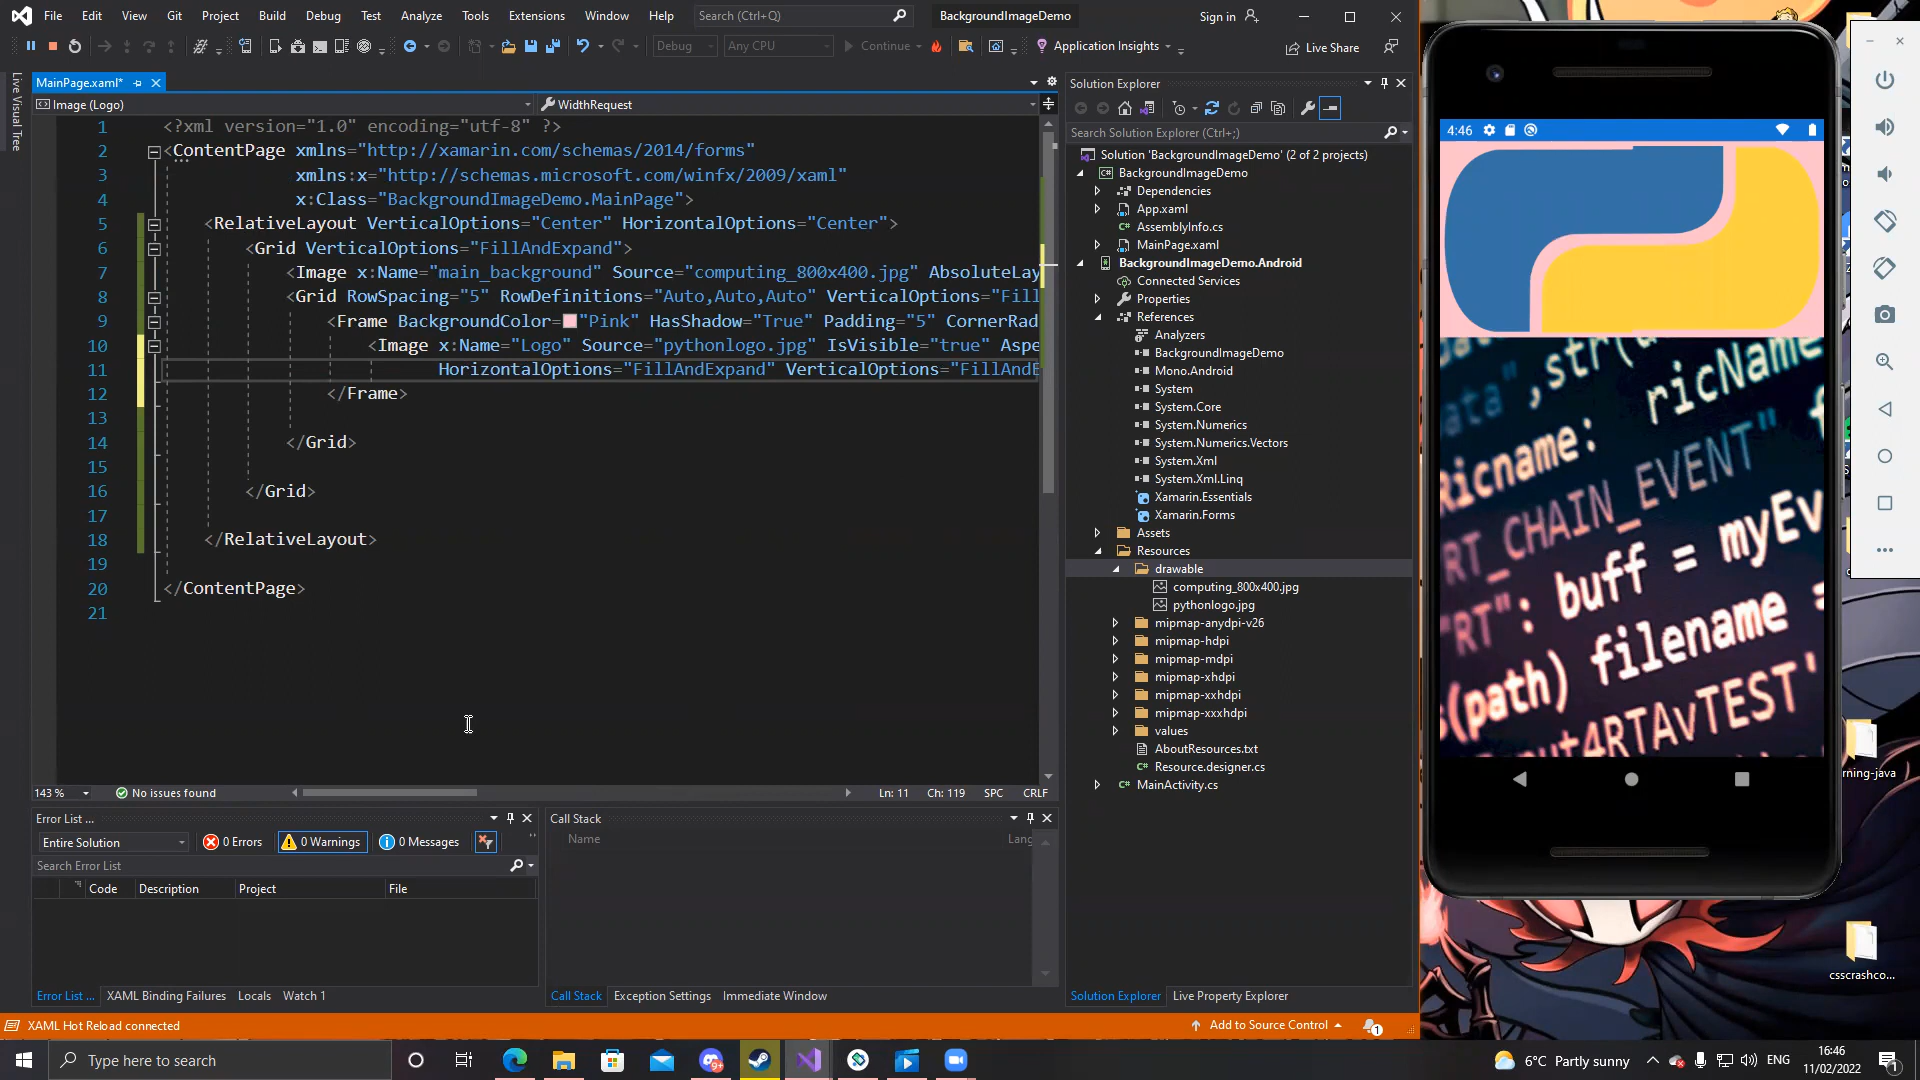 File Edit View Git Project Build Debug Test Analyze Tools Extensions Window Help Search (Ctrl+Q) BackgroundImageDemo Sign in
Debug Any CPU Continue Application Insights Live Share
Live Visual Tree
MainPage.xaml*
Image (Logo) WidthRequest
1 <?xml version="1.0" encoding="utf-8" ?>
2 <ContentPage xmlns="http://xamarin.com/schemas/2014/forms"
3 xmlns:x="http://schemas.microsoft.com/winfx/2009/xaml"
4 x:Class="BackgroundImageDemo.MainPage">
5 <RelativeLayout VerticalOptions="Center" HorizontalOptions="Center">
6 <Grid VerticalOptions="FillAndExpand">
7 <Image x:Name="main_background" Source="computing_800x400.jpg" AbsoluteLay
8 <Grid RowSpacing="5" RowDefinitions="Auto,Auto,Auto" VerticalOptions="Fill
9 <Frame BackgroundColor="Pink" HasShadow="True" Padding="5" CornerRad
10 <Image x:Name="Logo" Source="pythonlogo.jpg" IsVisible="true" Aspe
11 HorizontalOptions="FillAndExpand" VerticalOptions="FillAndE
12 </Frame>
13
14 </Grid>
15
16 </Grid>
17
18 </RelativeLayout>
19
20 </ContentPage>
21
143 % No issues found Ln: 11 Ch: 119 SPC CRLF
Error List ...
Entire Solution 0 Errors 0 Warnings 0 Messages
Search Error List
Code Description Project File
Error List ... XAML Binding Failures Locals Watch 1
Call Stack
Name Lang
Call Stack Exception Settings Immediate Window
Solution Explorer
Search Solution Explorer (Ctrl+;)
Solution 'BackgroundImageDemo' (2 of 2 projects)
BackgroundImageDemo
Dependencies
App.xaml
AssemblyInfo.cs
MainPage.xaml
BackgroundImageDemo.Android
Connected Services
Properties
References
Analyzers
BackgroundImageDemo
Mono.Android
System
System.Core
System.Numerics
System.Numerics.Vectors
System.Xml
System.Xml.Linq
Xamarin.Essentials
Xamarin.Forms
Assets
Resources
drawable
computing_800x400.jpg
pythonlogo.jpg
mipmap-anydpi-v26
mipmap-hdpi
mipmap-mdpi
mipmap-xhdpi
mipmap-xxhdpi
mipmap-xxxhdpi
values
AboutResources.txt
Resource.designer.cs
MainActivity.cs
Solution Explorer Live Property Explorer
XAML Hot Reload connected Add to Source Control 1
4:46
data",str(
ricName
Ricname:
RT_CHAIN_EVENT"
"RT": buff = myEv
(path) filename =
put4RTAvTEST'
rning-java
csscrashco...
Type here to search 6°C Partly sunny ENG 16:46
11/02/2022 1